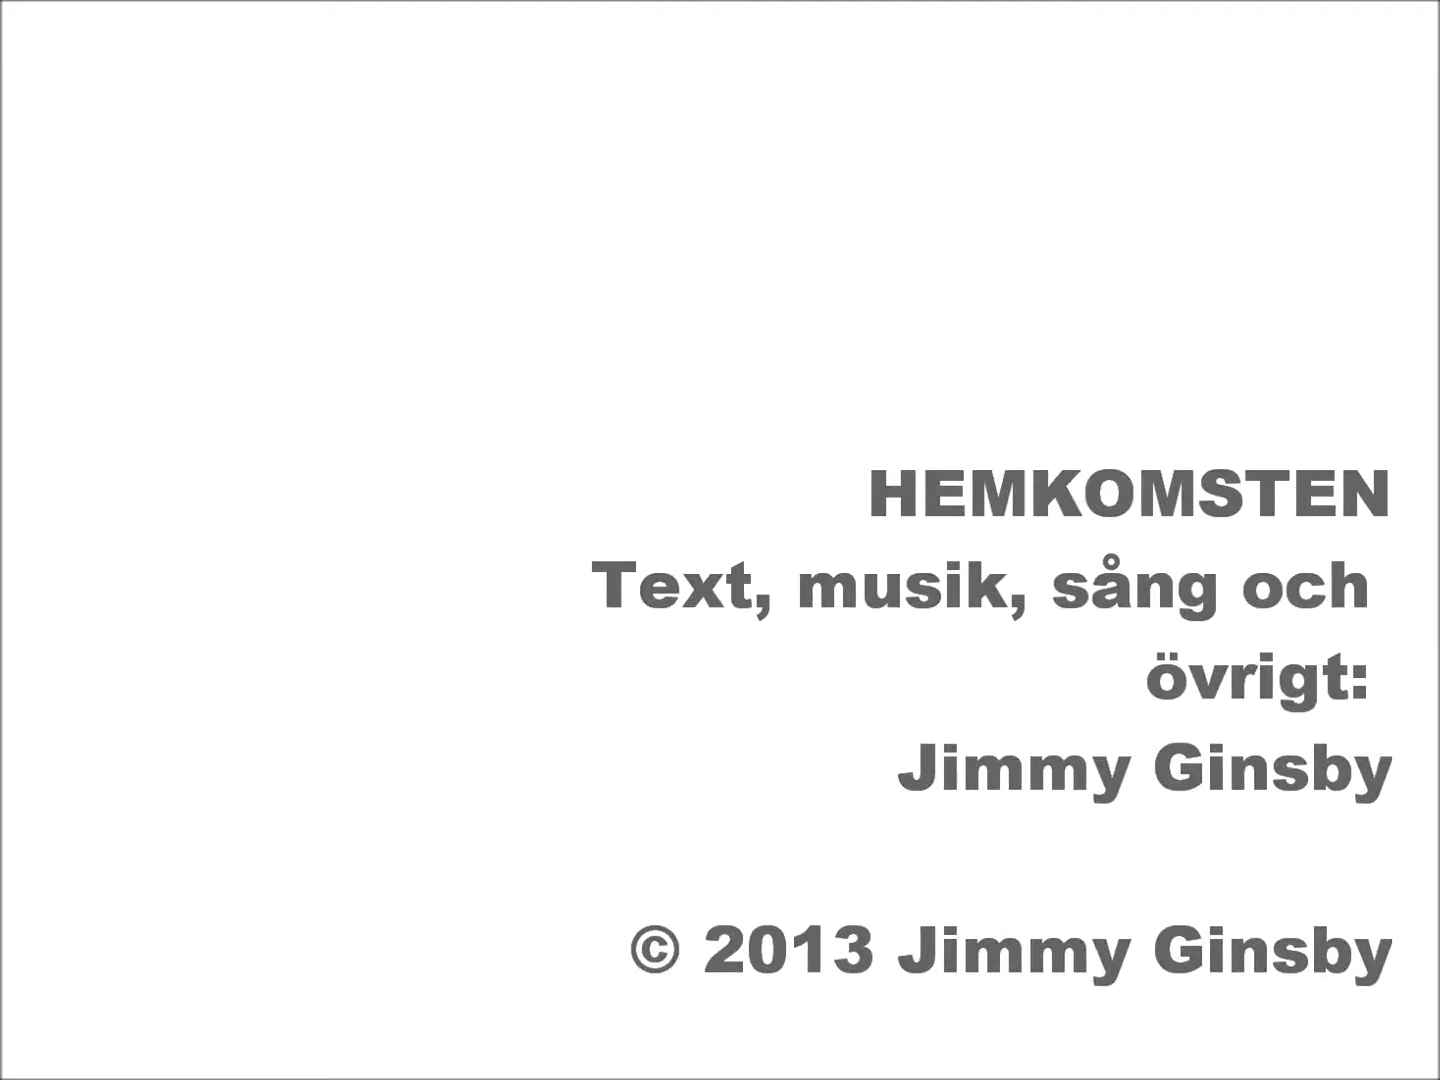 HEMKOMSTEN
Text, musik, sång och
övrigt:
Jimmy Ginsby
© 2013 Jimmy Ginsby